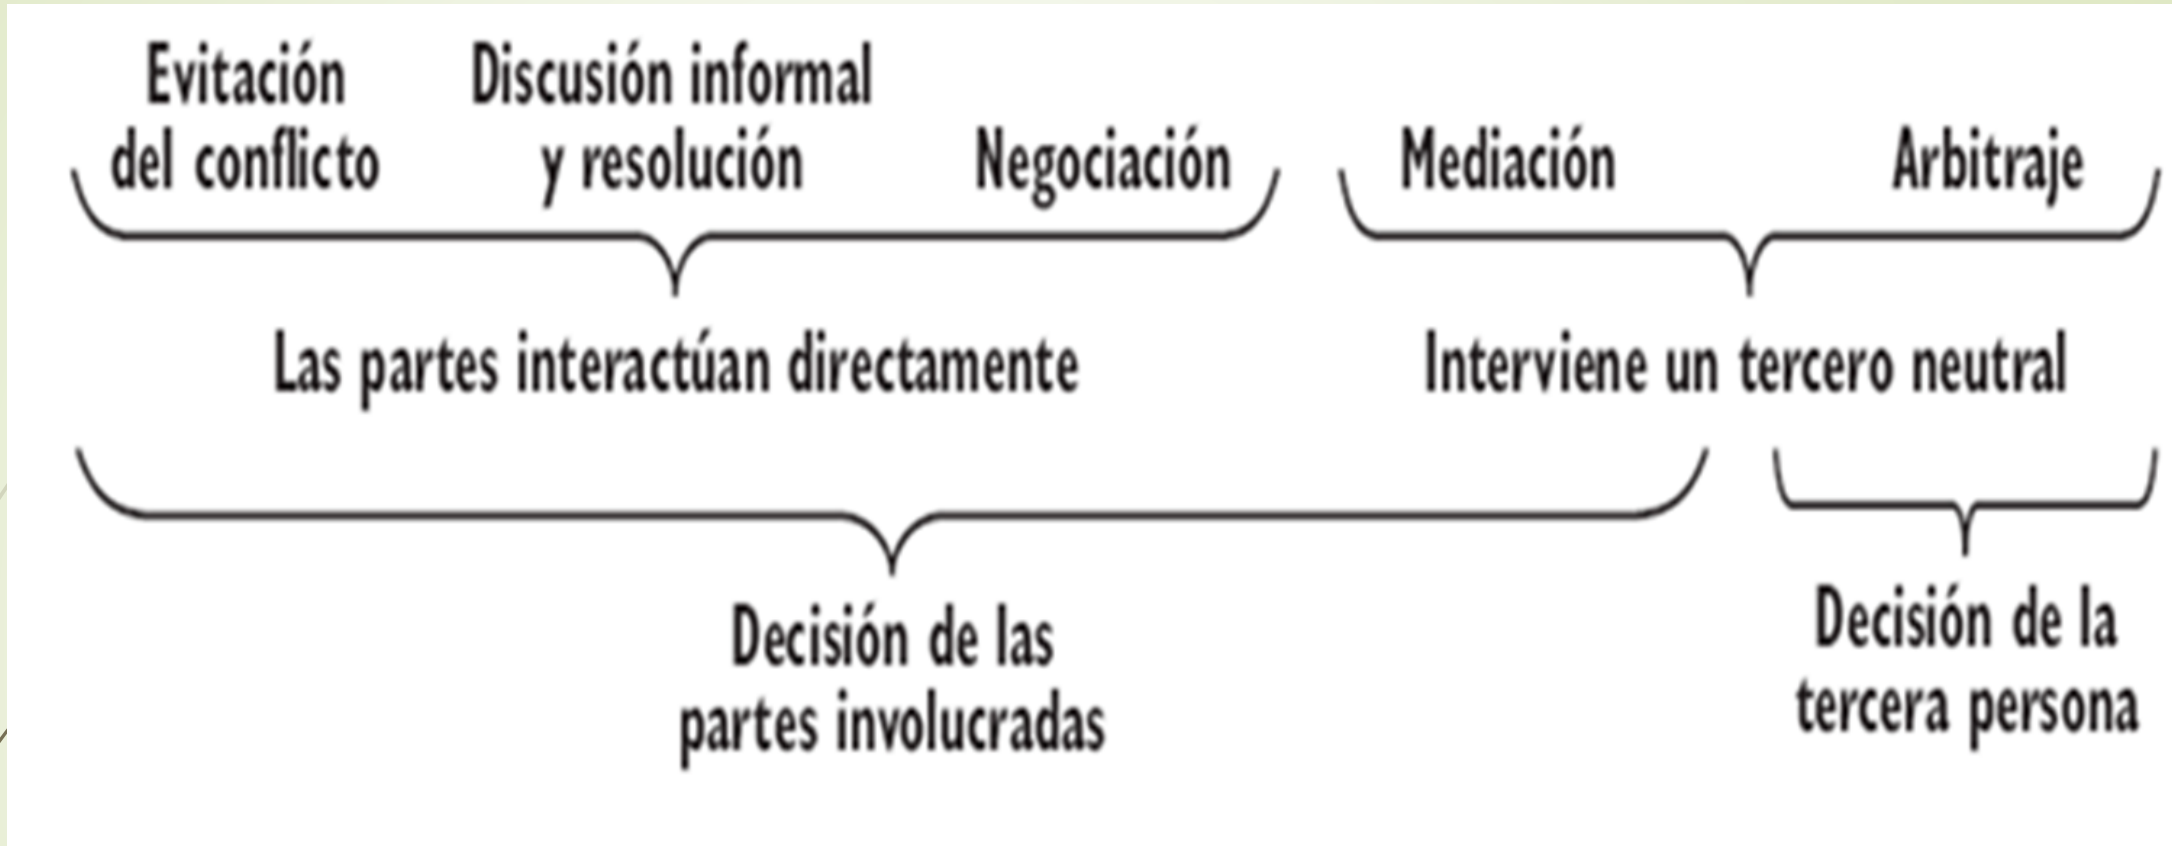 Evitación
del conflicto
Discusión informal
y resolución
Negociación
Mediación
Arbitraje
Las partes interactúan directamente
Interviene un tercero neutral
Decisión de las
partes involucradas
Decisión de la
tercera persona